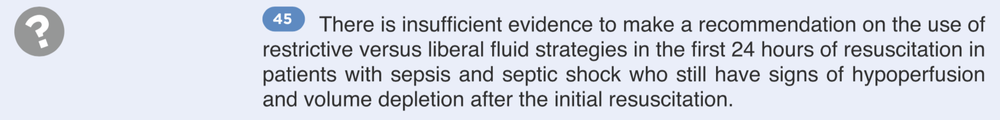 ?
45 There is insufficient evidence to make a recommendation on the use of
restrictive versus liberal fluid strategies in the first 24 hours of resuscitation in
patients with sepsis and septic shock who still have signs of hypoperfusion
and volume depletion after the initial resuscitation.